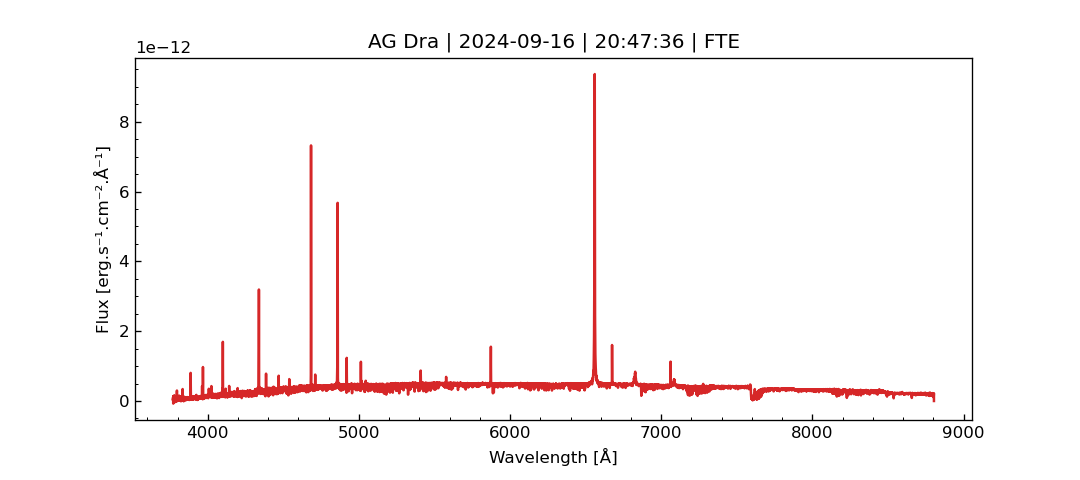 AG Dra | 2024-09-16 | 20:47:36 | FTE
1e−12
Flux [erg.s⁻¹.cm⁻².Å⁻¹]
8
6
4
2
0
4000 5000 6000 7000 8000 9000
Wavelength [Å]